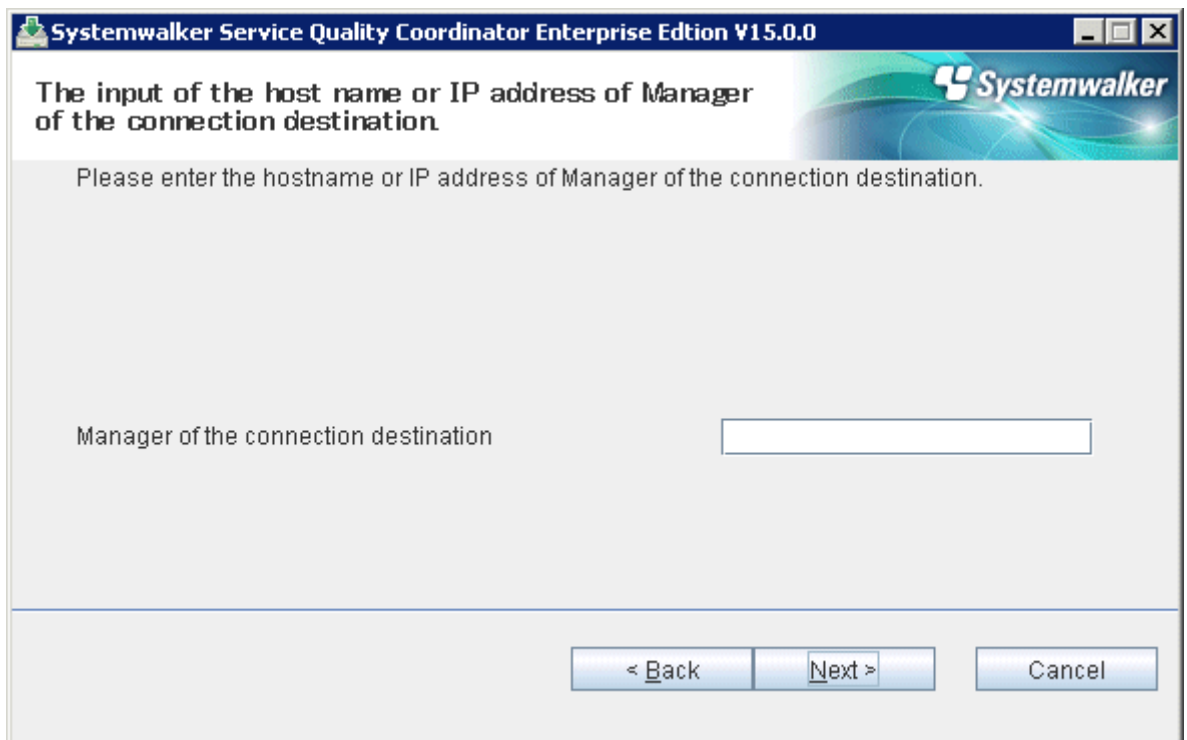 Systemwalker Service Quality Coordinator Enterprise Edtion V15.0.0
The input of the host name or IP address of Manager
of the connection destination.
Systemwalker
Please enter the hostname or IP address of Manager of the connection destination.
Manager of the connection destination
< Back
Next >
Cancel